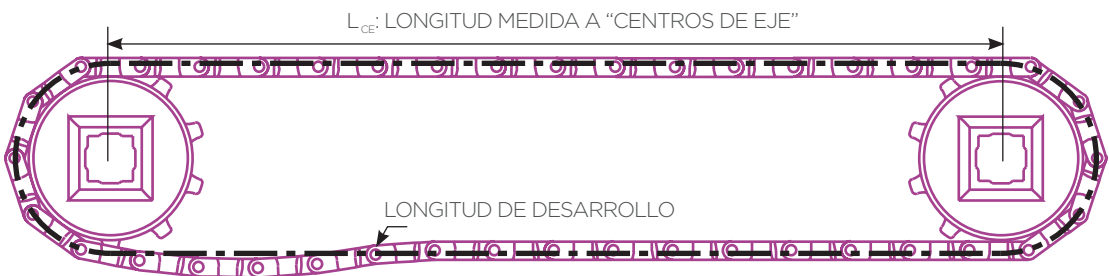 LCE: LONGITUD MEDIDA A “CENTROS DE EJE”
LONGITUD DE DESARROLLO